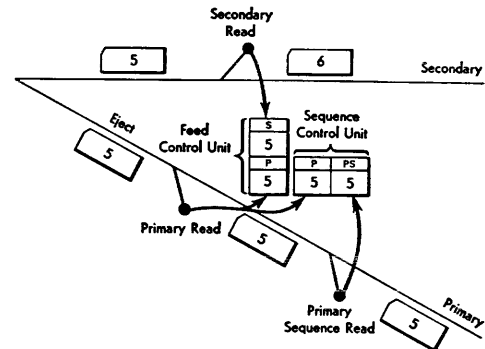 Secondary
Read
5
6
Secondary
Eject
5
Feed
Control Unit
S
5
P
5
Sequence
Control Unit
P PS
5 5
Primary Read
5
Primary
Sequence Read
5
Primary